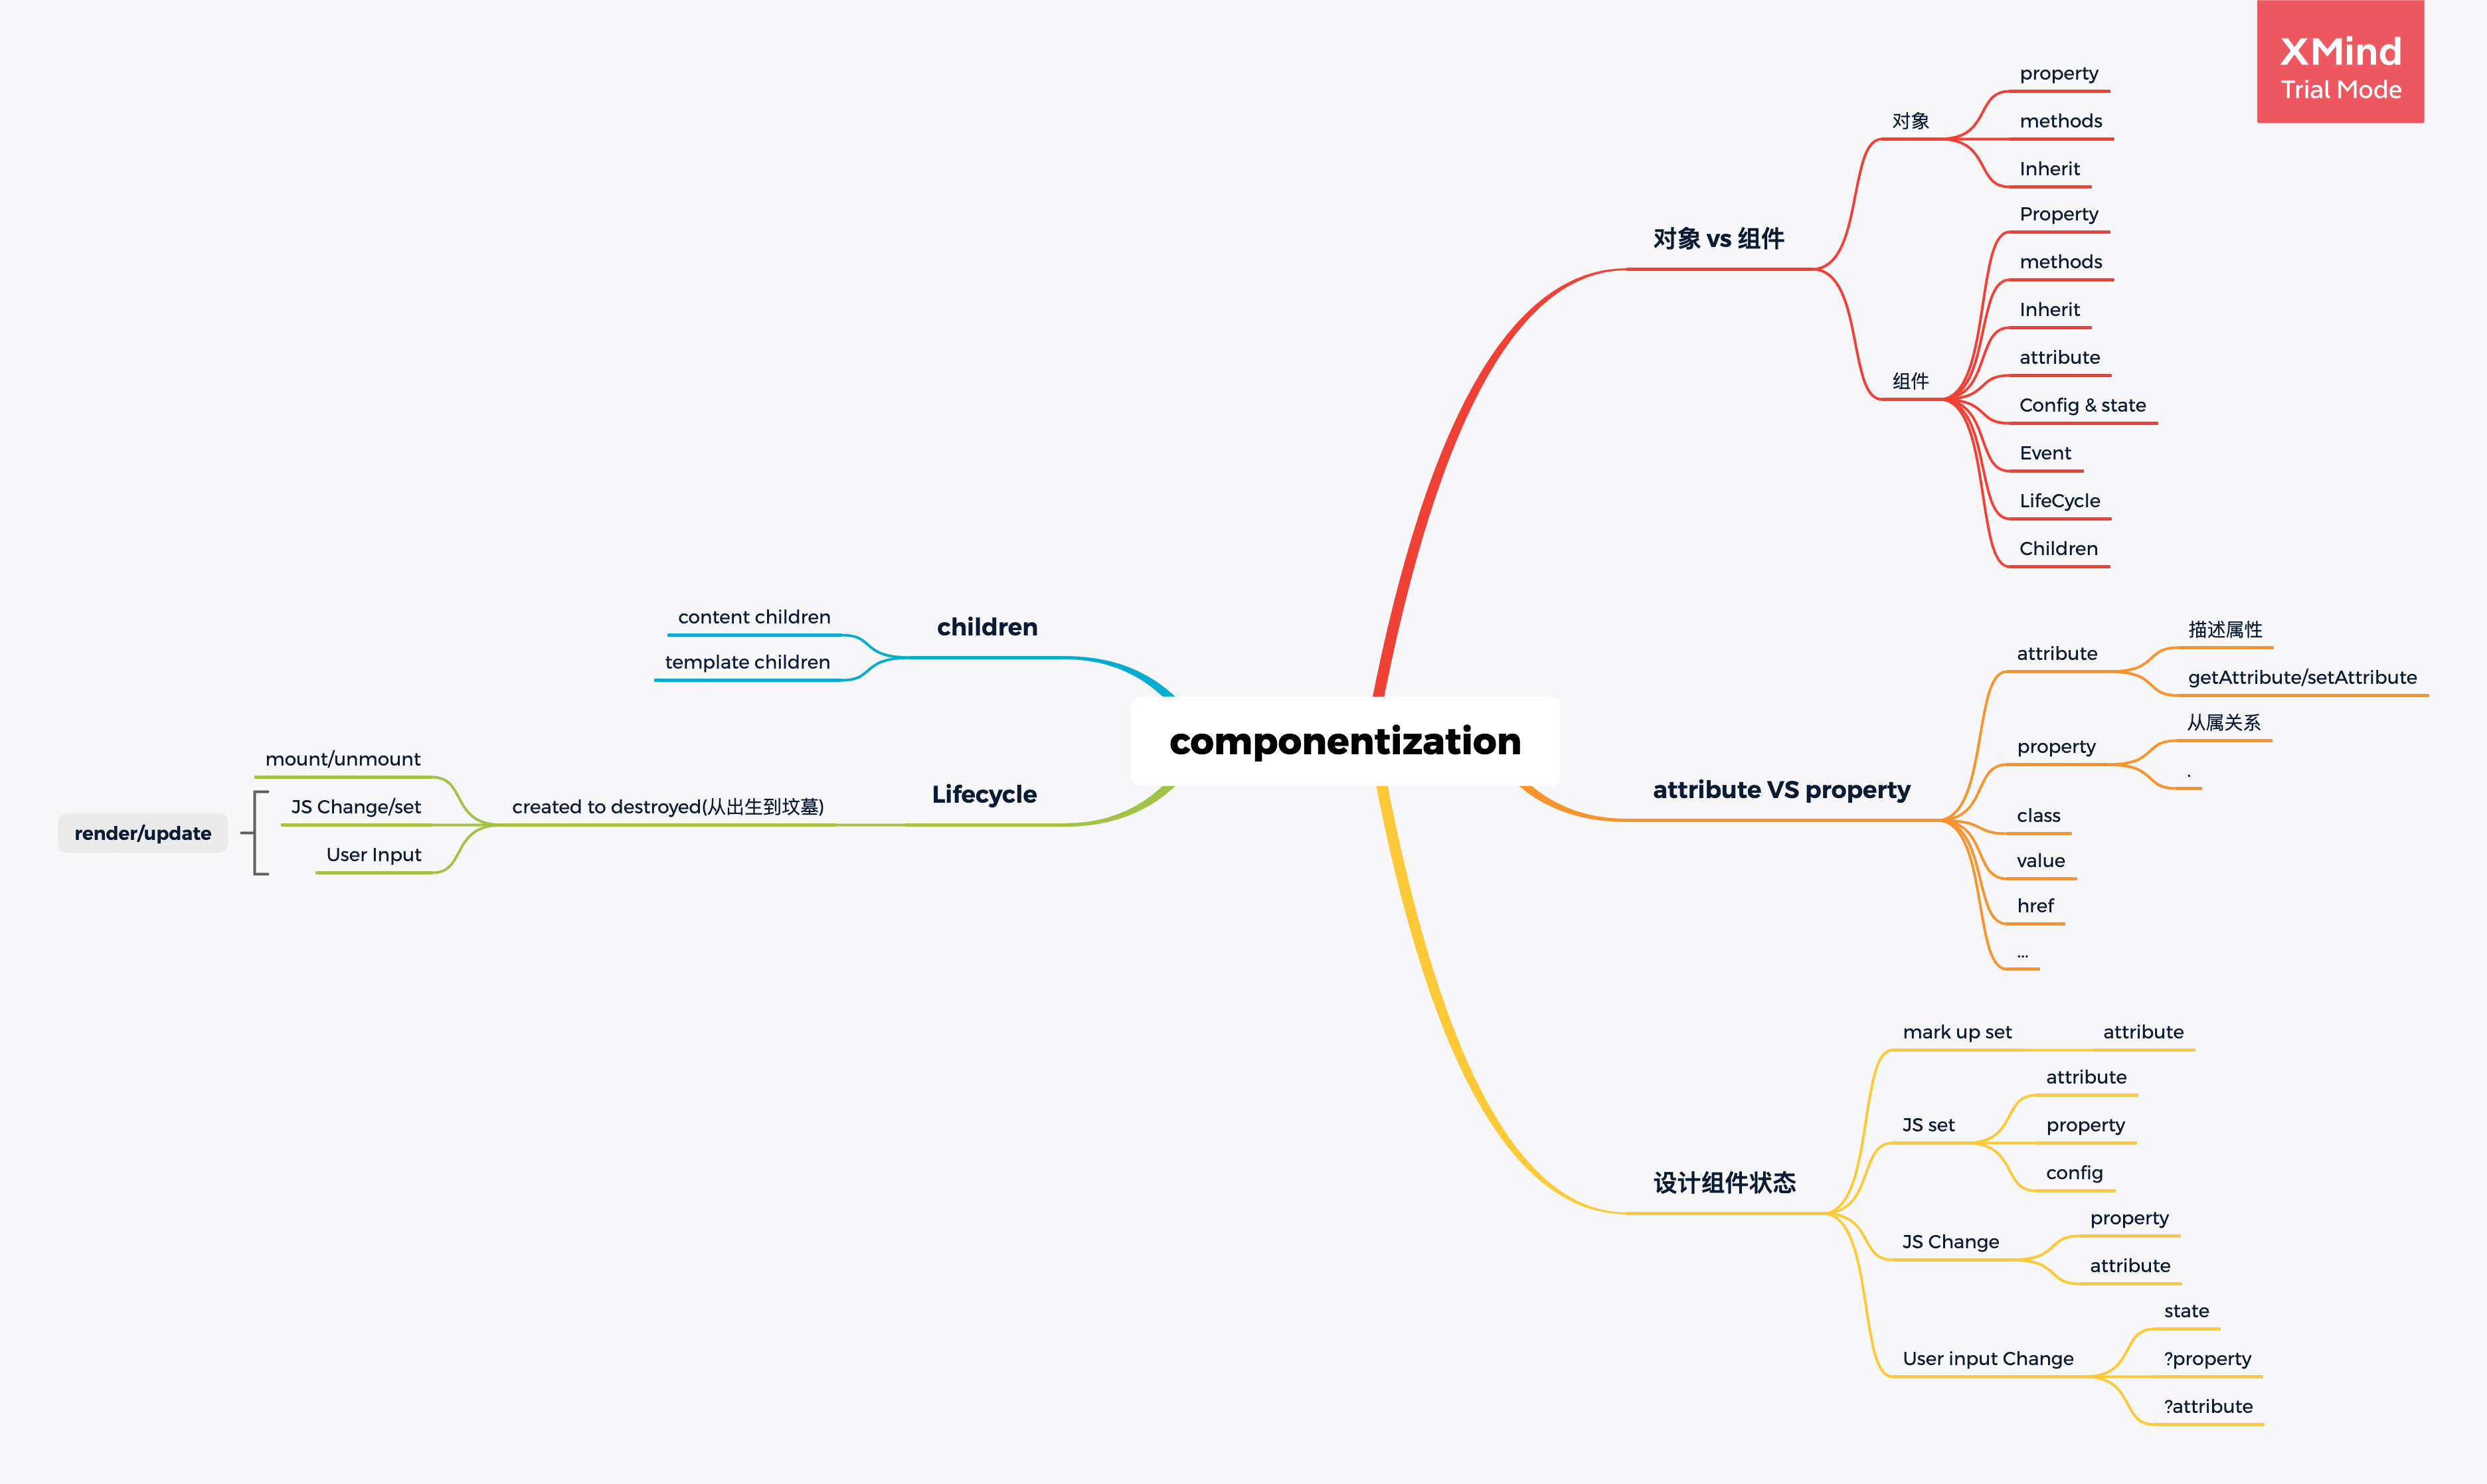 XMind
Trial Mode
componentization
对象 vs 组件
对象
property
methods
Inherit
组件
Property
methods
Inherit
attribute
Config & state
Event
LifeCycle
Children
attribute VS property
attribute
描述属性
getAttribute/setAttribute
property
从属关系
.
class
value
href
...
设计组件状态
mark up set
attribute
JS set
attribute
property
config
JS Change
property
attribute
User input Change
state
?property
?attribute
children
content children
template children
Lifecycle
created to destroyed(从出生到坟墓)
mount/unmount
JS Change/set
User Input
render/update